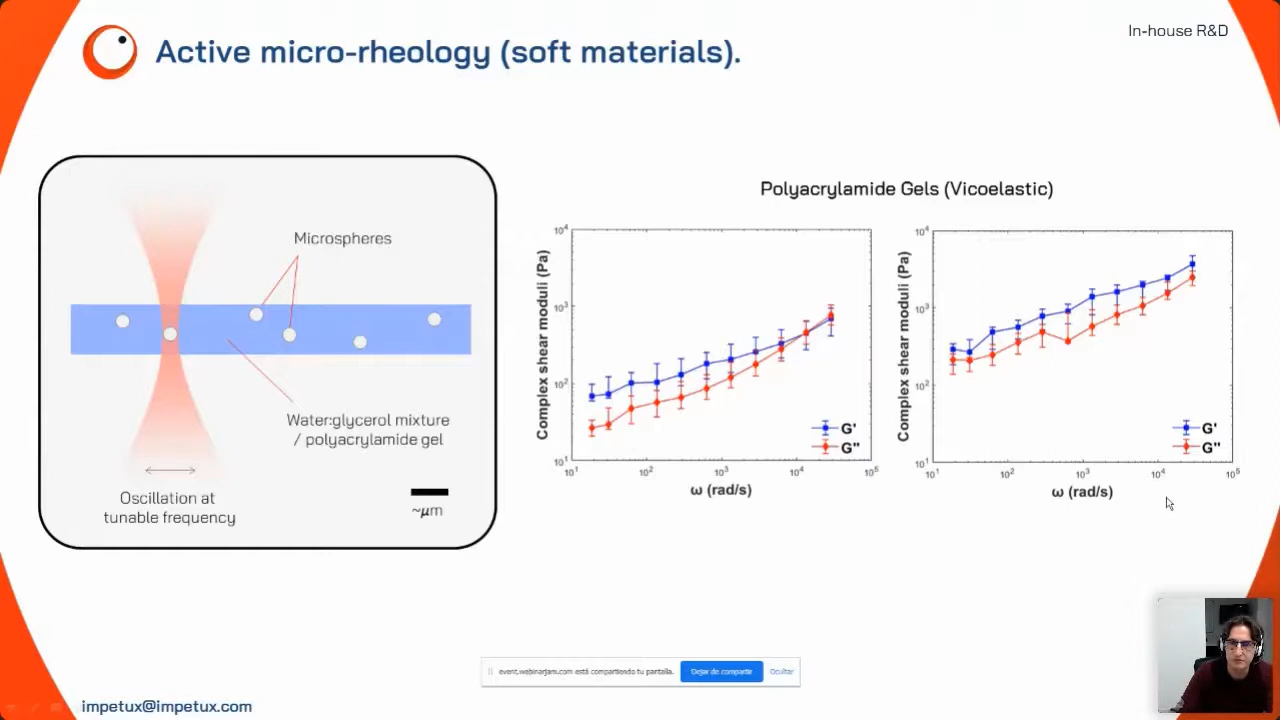 In-house R&D
Active micro-rheology (soft materials).
Microspheres
Water:glycerol mixture
/ polyacrylamide gel
Oscillation at
tunable frequency
~μm
Polyacrylamide Gels (Vicoelastic)
Complex shear moduli (Pa)
10⁴
10³
10²
10¹
10¹ 10² 10³ 10⁴ 10⁵
ω (rad/s)
G'
G"
Complex shear moduli (Pa)
10⁴
10³
10²
10¹
10¹ 10² 10³ 10⁴ 10⁵
ω (rad/s)
G'
G"
event.webinarjam.com está compartiendo tu pantalla.
Dejar de compartir
Ocultar
impetux@impetux.com